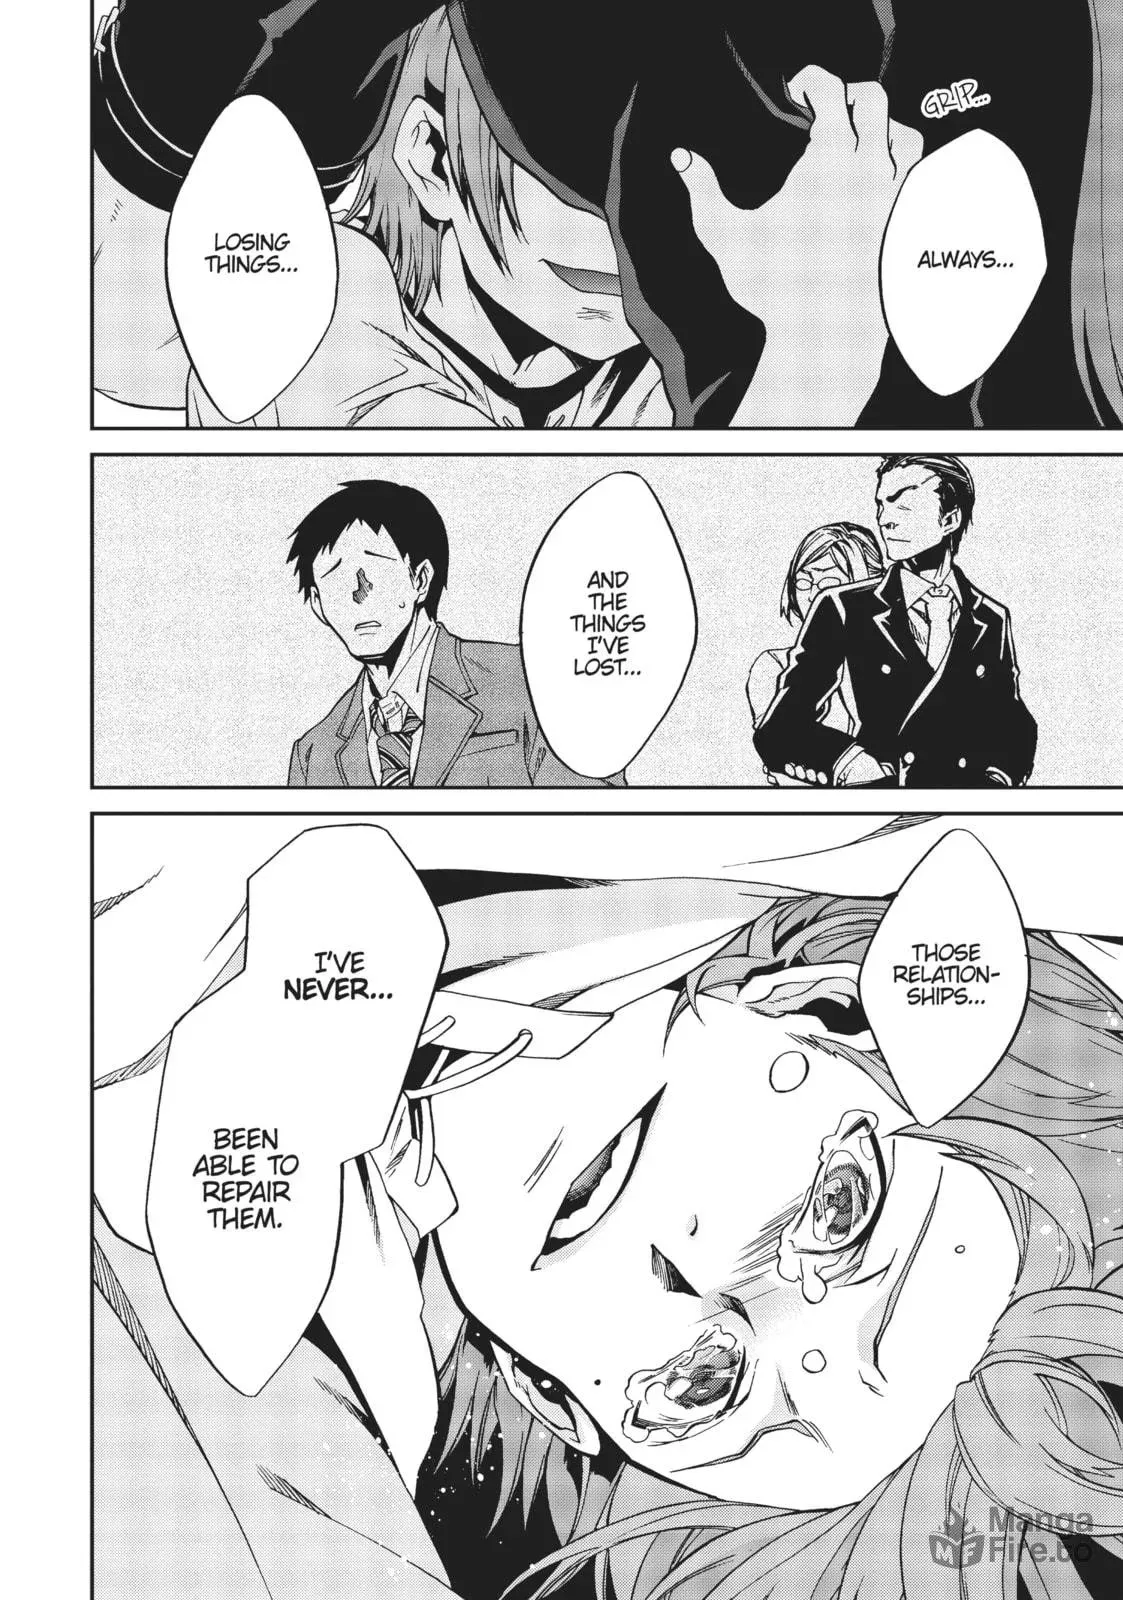 GRIP...
ALWAYS...
LOSING
THINGS...
AND
THE
THINGS
I'VE
LOST...
THOSE
RELATION-
SHIPS...
I'VE
NEVER...
BEEN
ABLE TO
REPAIR
THEM.
Manga
Fire.to
MF